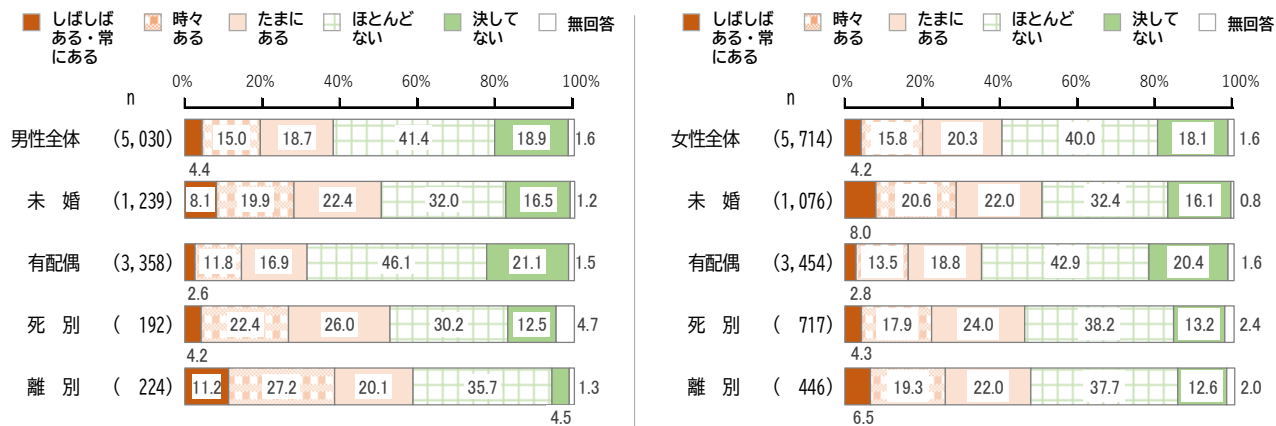 しばしば
ある・常
にある
時々
ある
たまに
ある
ほとんど
ない
決して
ない
無回答
0% 20% 40% 60% 80% 100%
n
男性全体 (5,030) 15.0 18.7 41.4 18.9 1.6
4.4
未 婚 (1,239) 8.1 19.9 22.4 32.0 16.5 1.2
有配偶 (3,358) 11.8 16.9 46.1 21.1 1.5
2.6
死 別 ( 192) 22.4 26.0 30.2 12.5 4.7
4.2
離 別 ( 224) 11.2 27.2 20.1 35.7 1.3
4.5
しばしば
ある・常
にある
時々
ある
たまに
ある
ほとんど
ない
決して
ない
無回答
0% 20% 40% 60% 80% 100%
n
女性全体 (5,714) 15.8 20.3 40.0 18.1 1.6
4.2
未 婚 (1,076) 20.6 22.0 32.4 16.1 0.8
8.0
有配偶 (3,454) 13.5 18.8 42.9 20.4 1.6
2.8
死 別 ( 717) 17.9 24.0 38.2 13.2 2.4
4.3
離 別 ( 446) 19.3 22.0 37.7 12.6 2.0
6.5